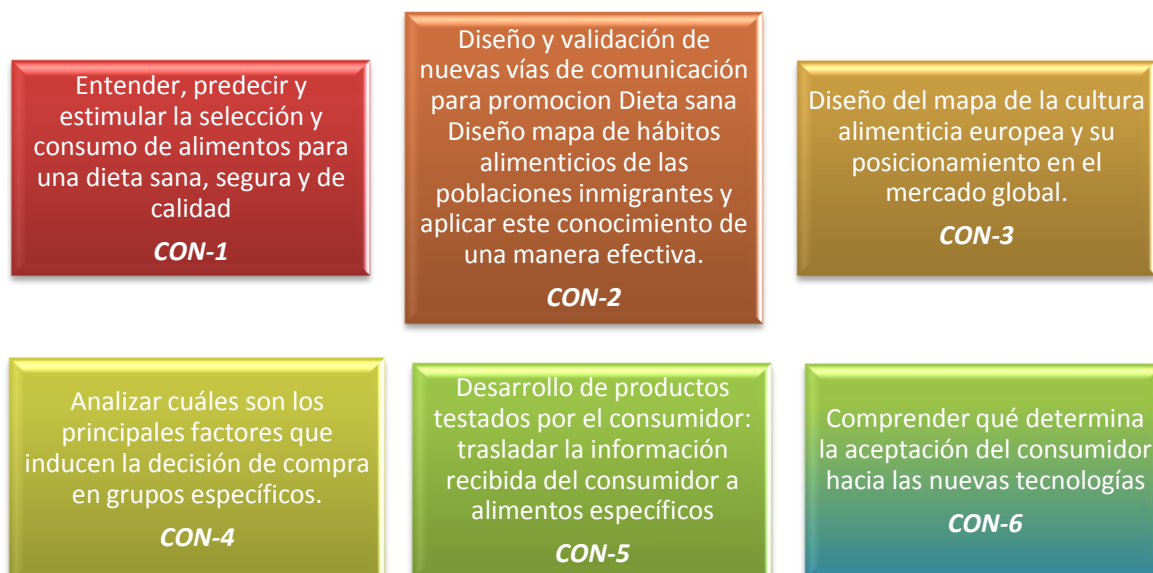 Entender, predecir y
estimular la selección y
consumo de alimentos para
una dieta sana, segura y de
calidad
CON-1
Diseño y validación de
nuevas vías de comunicación
para promocion Dieta sana
Diseño mapa de hábitos
alimenticios de las
poblaciones inmigrantes y
aplicar este conocimiento de
una manera efectiva.
CON-2
Diseño del mapa de la cultura
alimenticia europea y su
posicionamiento en el
mercado global.
CON-3
Analizar cuáles son los
principales factores que
inducen la decisión de compra
en grupos específicos.
CON-4
Desarrollo de productos
testados por el consumidor:
trasladar la información
recibida del consumidor a
alimentos específicos
CON-5
Comprender qué determina
la aceptación del consumidor
hacia las nuevas tecnologías
CON-6